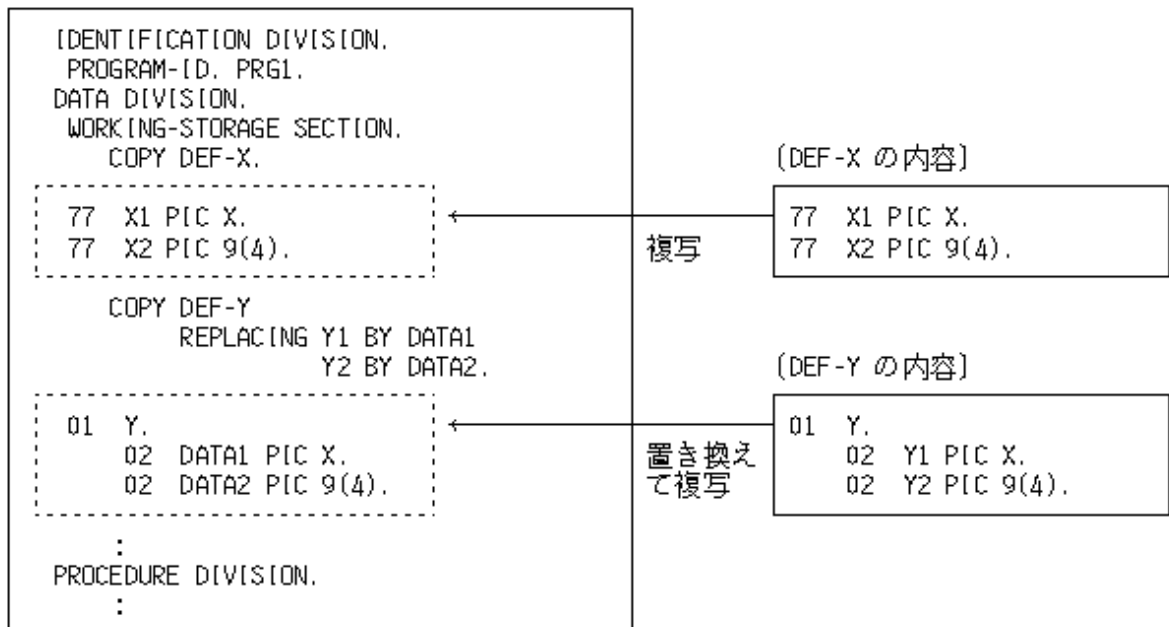 IDENTIFICATION DIVISION.
PROGRAM-ID. PRG1.
DATA DIVISION.
WORKING-STORAGE SECTION.
COPY DEF-X.
77 X1 PIC X.
77 X2 PIC 9(4).
複写
[DEF-X の内容]
77 X1 PIC X.
77 X2 PIC 9(4).
COPY DEF-Y
REPLACING Y1 BY DATA1
Y2 BY DATA2.
01 Y.
02 DATA1 PIC X.
02 DATA2 PIC 9(4).
置き換え
て複写
[DEF-Y の内容]
01 Y.
02 Y1 PIC X.
02 Y2 PIC 9(4).
:
PROCEDURE DIVISION.
: